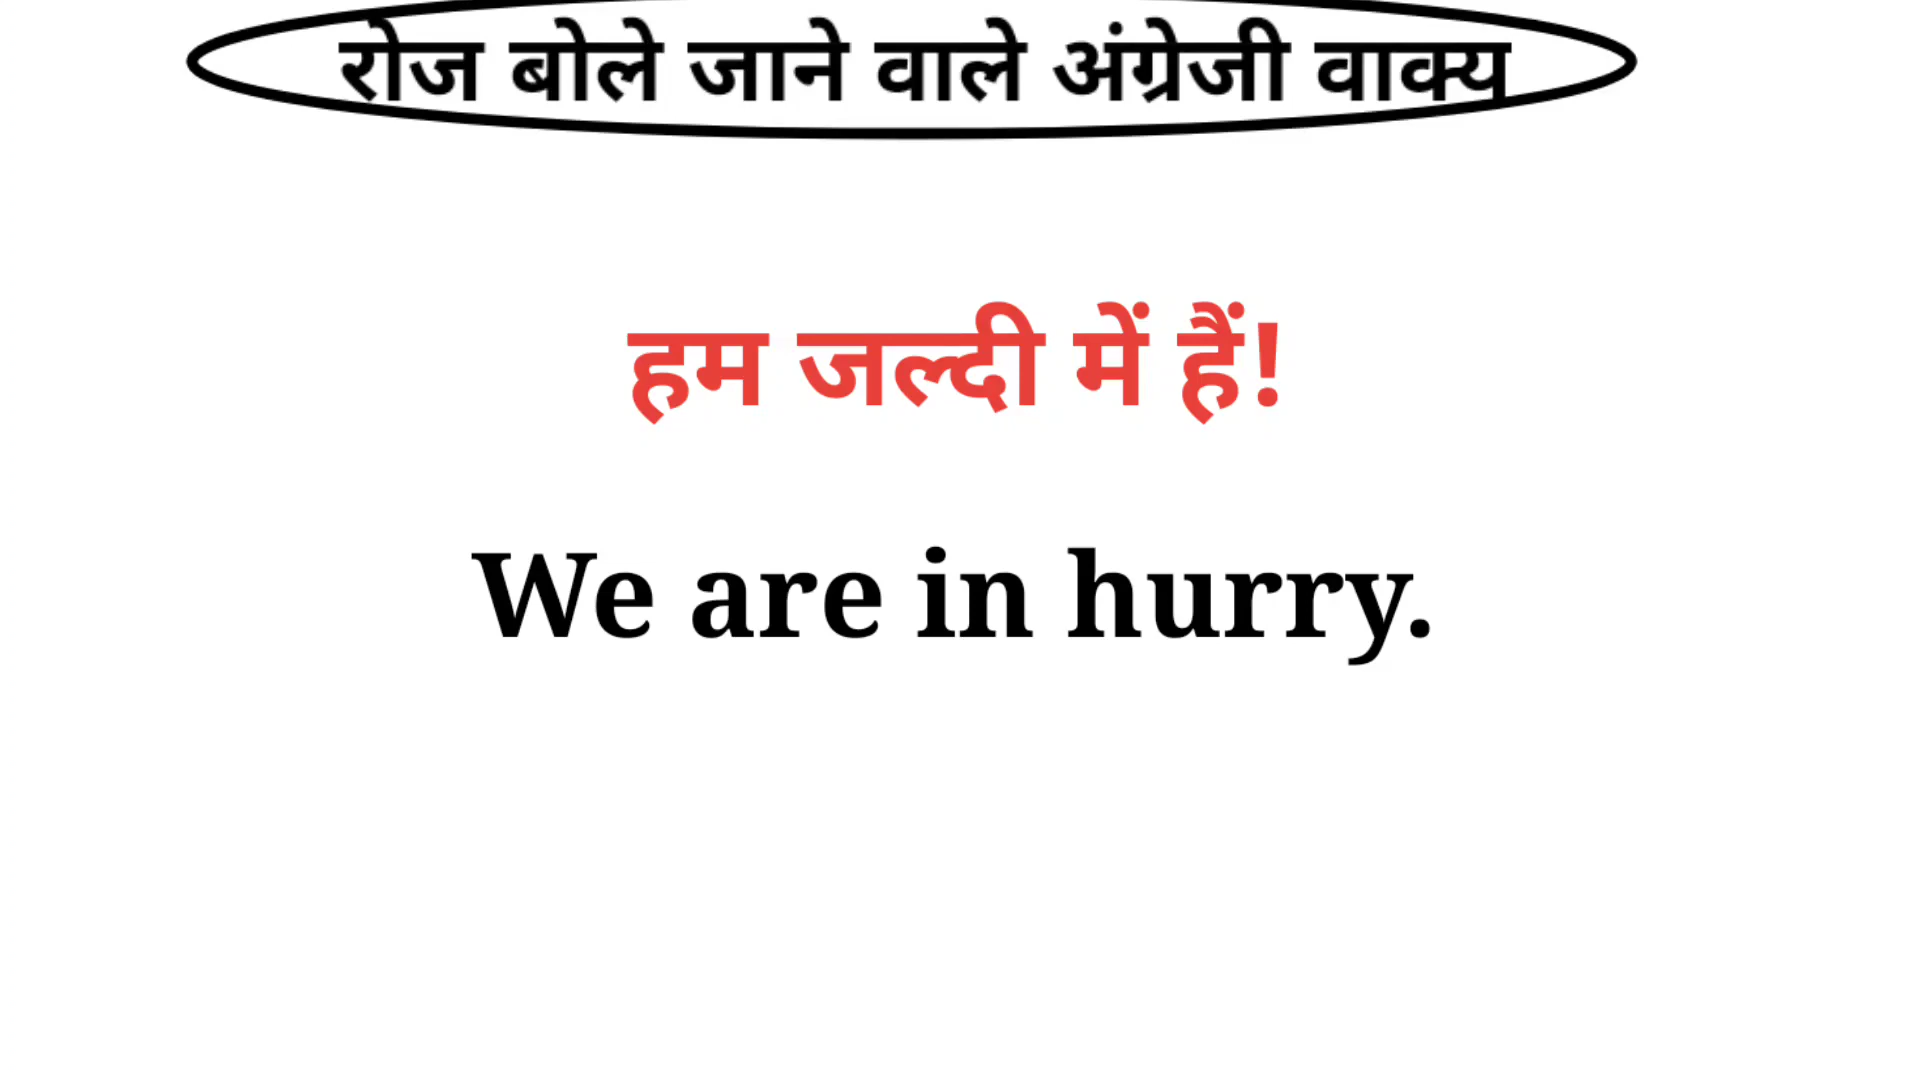 रोज बोले जाने वाले अंग्रेजी वाक्य
हम जल्दी में हैं!
We are in hurry.